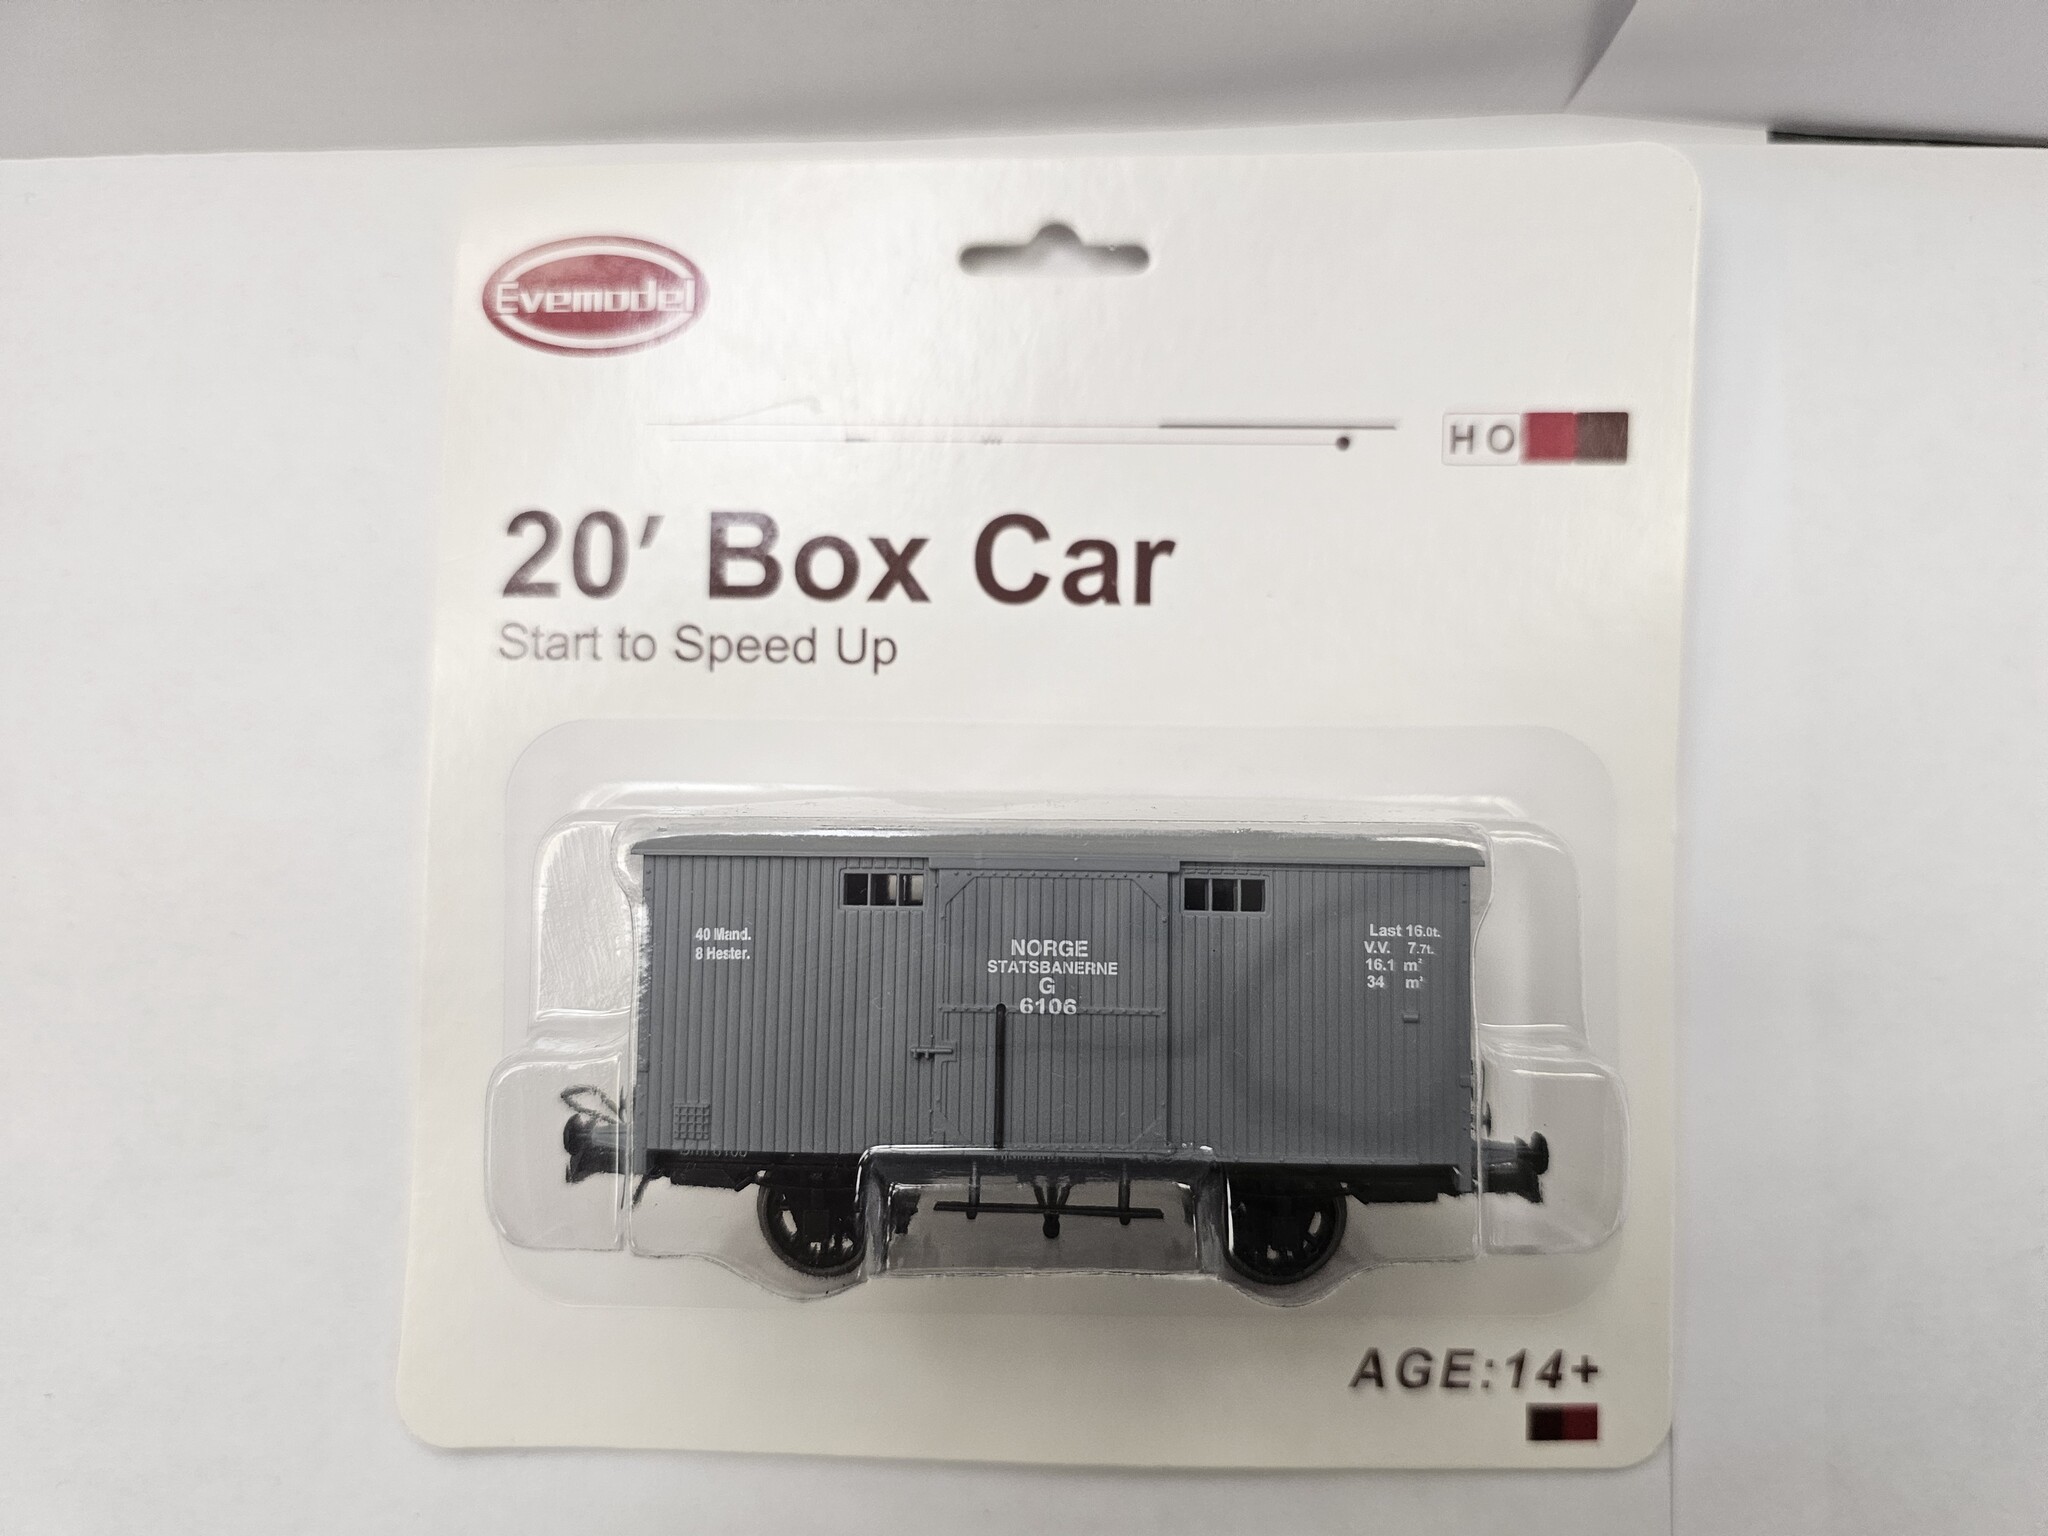 Evemodel
HO
20' Box Car
Start to Speed Up
40 Mand.
8 Hester.
NORGE
STATSBANERNE
G
6106
Last 16.0t.
V.V. 7.7t.
16.1 m²
34 m³
AGE:14+